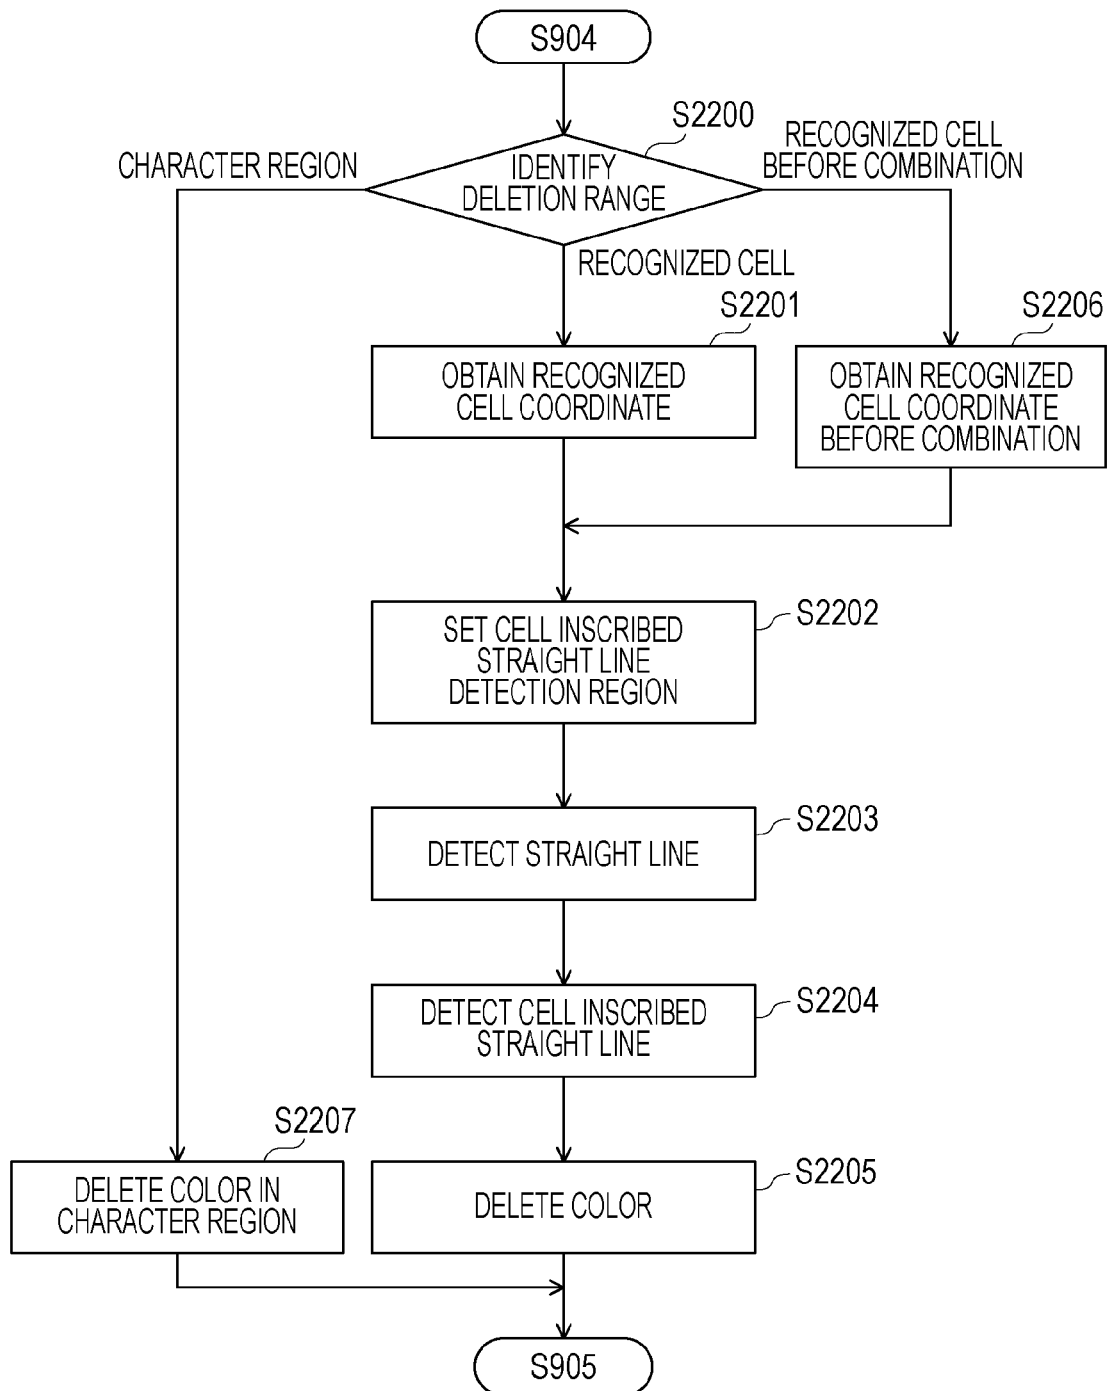 S904
S2200
IDENTIFY
DELETION RANGE
CHARACTER REGION
RECOGNIZED CELL
BEFORE COMBINATION
RECOGNIZED CELL
S2201
OBTAIN RECOGNIZED
CELL COORDINATE
S2206
OBTAIN RECOGNIZED
CELL COORDINATE
BEFORE COMBINATION
S2202
SET CELL INSCRIBED
STRAIGHT LINE
DETECTION REGION
S2203
DETECT STRAIGHT LINE
S2204
DETECT CELL INSCRIBED
STRAIGHT LINE
S2207
DELETE COLOR IN
CHARACTER REGION
S2205
DELETE COLOR
S905